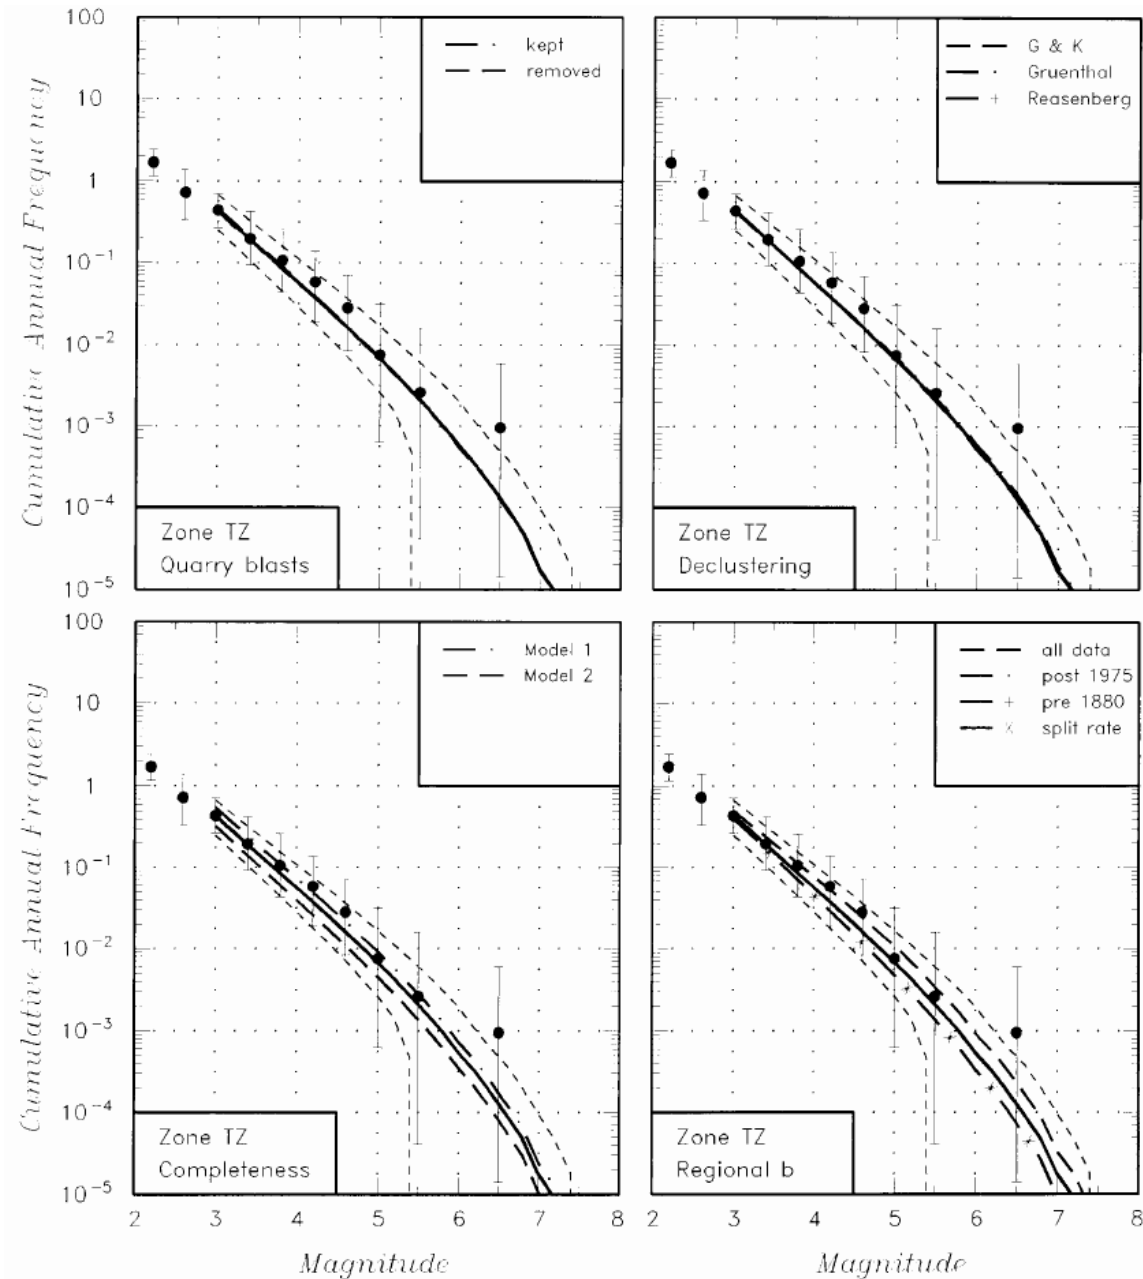 100
10
1
10⁻¹
10⁻²
10⁻³
10⁻⁴
10⁻⁵
Cumulative Annual Frequency
kept
removed
Zone TZ
Quarry blasts
G & K
Gruenthal
Reasenberg
Zone TZ
Declustering
100
10
1
10⁻¹
10⁻²
10⁻³
10⁻⁴
10⁻⁵
Cumulative Annual Frequency
Model 1
Model 2
Zone TZ
Completeness
2 3 4 5 6 7 8
Magnitude
all data
post 1975
pre 1880
split rate
Zone TZ
Regional b
2 3 4 5 6 7 8
Magnitude